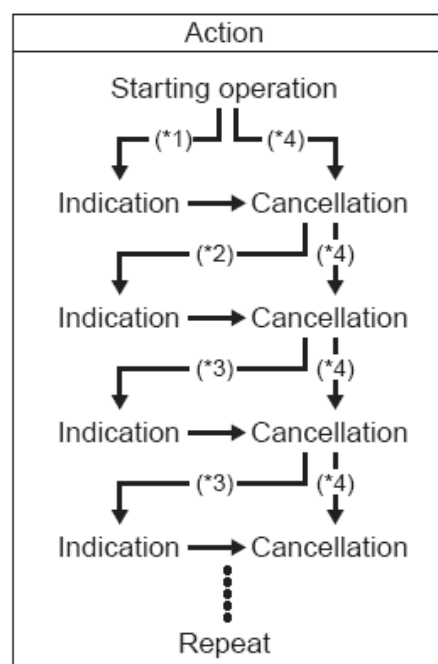 Action
Starting operation
(*1) (*4)
Indication Cancellation
(*2) (*4)
Indication Cancellation
(*3) (*4)
Indication Cancellation
(*3) (*4)
Indication Cancellation
Repeat